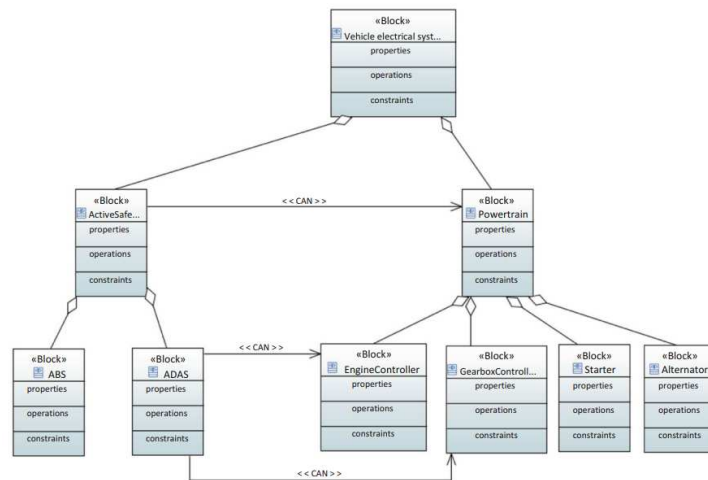 «Block»
Vehicle electrical syst...
properties
operations
constraints
«Block»
ActiveSafe...
properties
operations
constraints
<< CAN >>
«Block»
Powertrain
properties
operations
constraints
«Block»
ABS
properties
operations
constraints
«Block»
ADAS
properties
operations
constraints
<< CAN >>
«Block»
EngineController
properties
operations
constraints
«Block»
GearboxControll...
properties
operations
constraints
«Block»
Starter
properties
operations
constraints
«Block»
Alternator
properties
operations
constraints
<< CAN >>